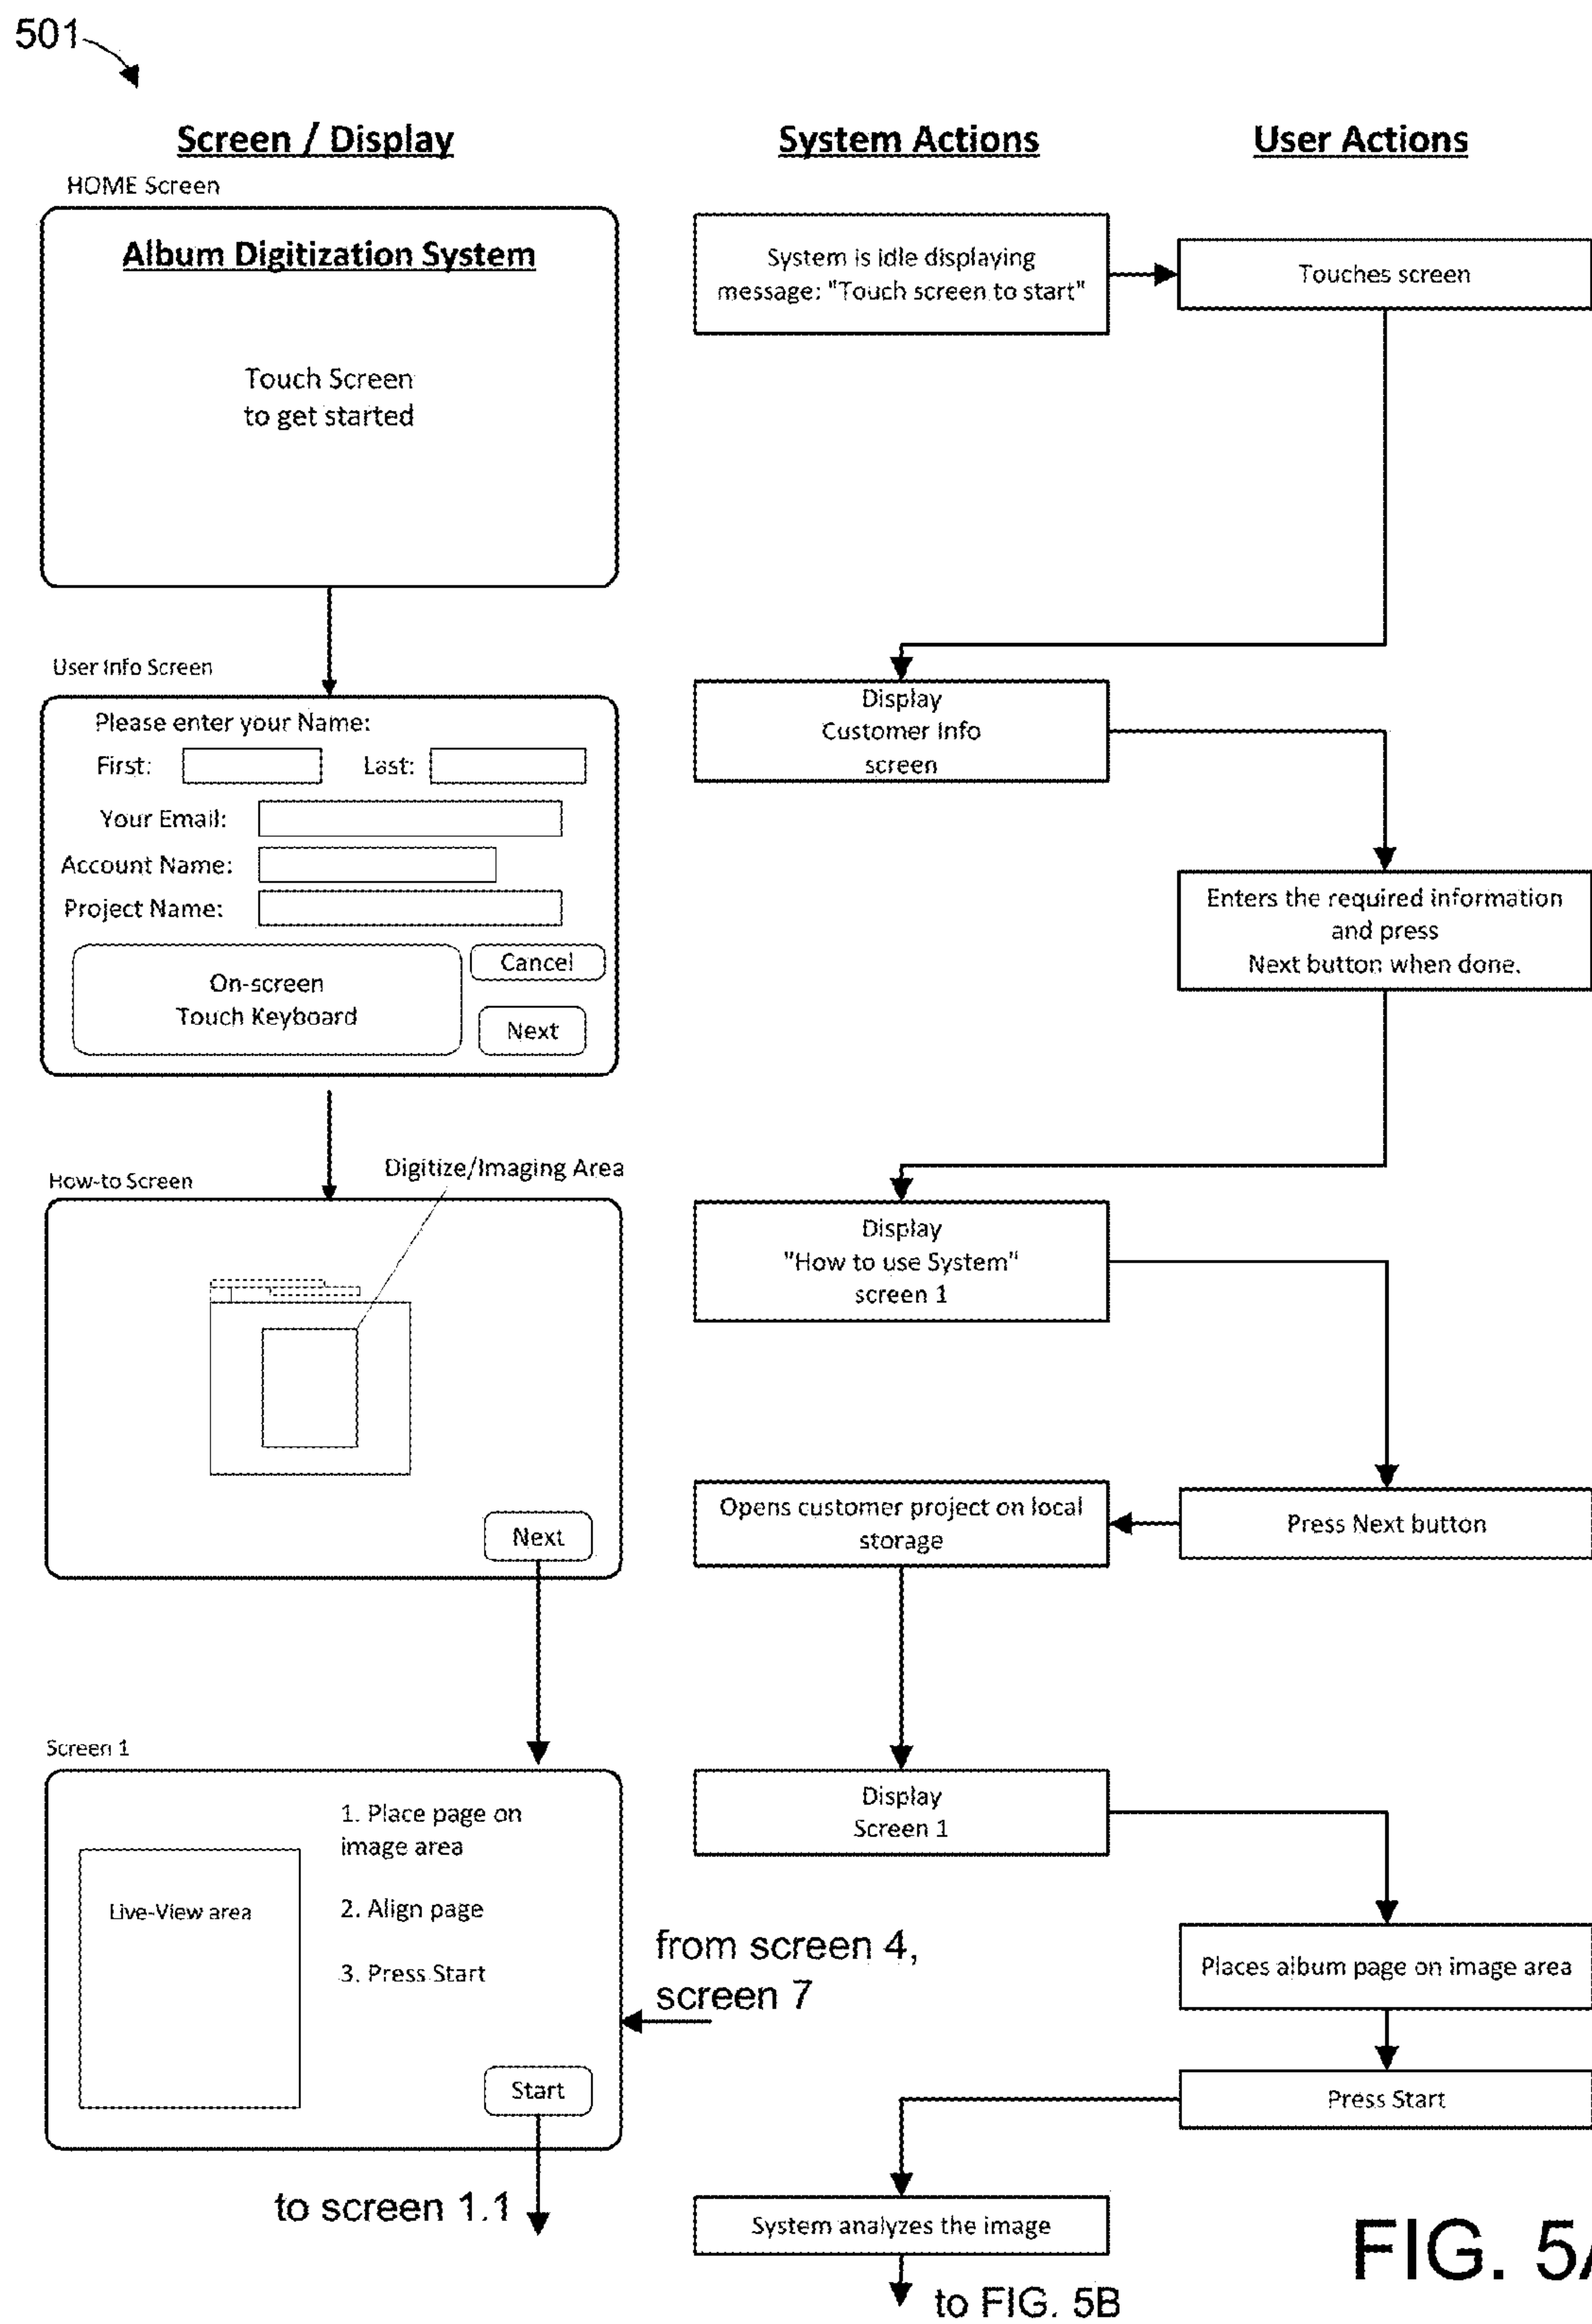 501
Screen / Display
System Actions
User Actions
HOME Screen
Album Digitization System
Touch Screen
to get started
System is idle displaying
message: "Touch screen to start"
Touches screen
User Info Screen
Please enter your Name:
First:
Last:
Your Email:
Account Name:
Project Name:
On-screen
Touch Keyboard
Cancel
Next
Display
Customer Info
screen
Enters the required information
and press
Next button when done.
How-to Screen
Digitize/Imaging Area
Next
Display
"How to use System"
screen 1
Opens customer project on local
storage
Press Next button
Screen 1
Live-View area
1. Place page on
image area
2. Align page
3. Press Start
Start
from screen 4,
screen 7
to screen 1.1
Display
Screen 1
Places album page on image area
Press Start
System analyzes the image
to FIG. 5B
FIG. 5A